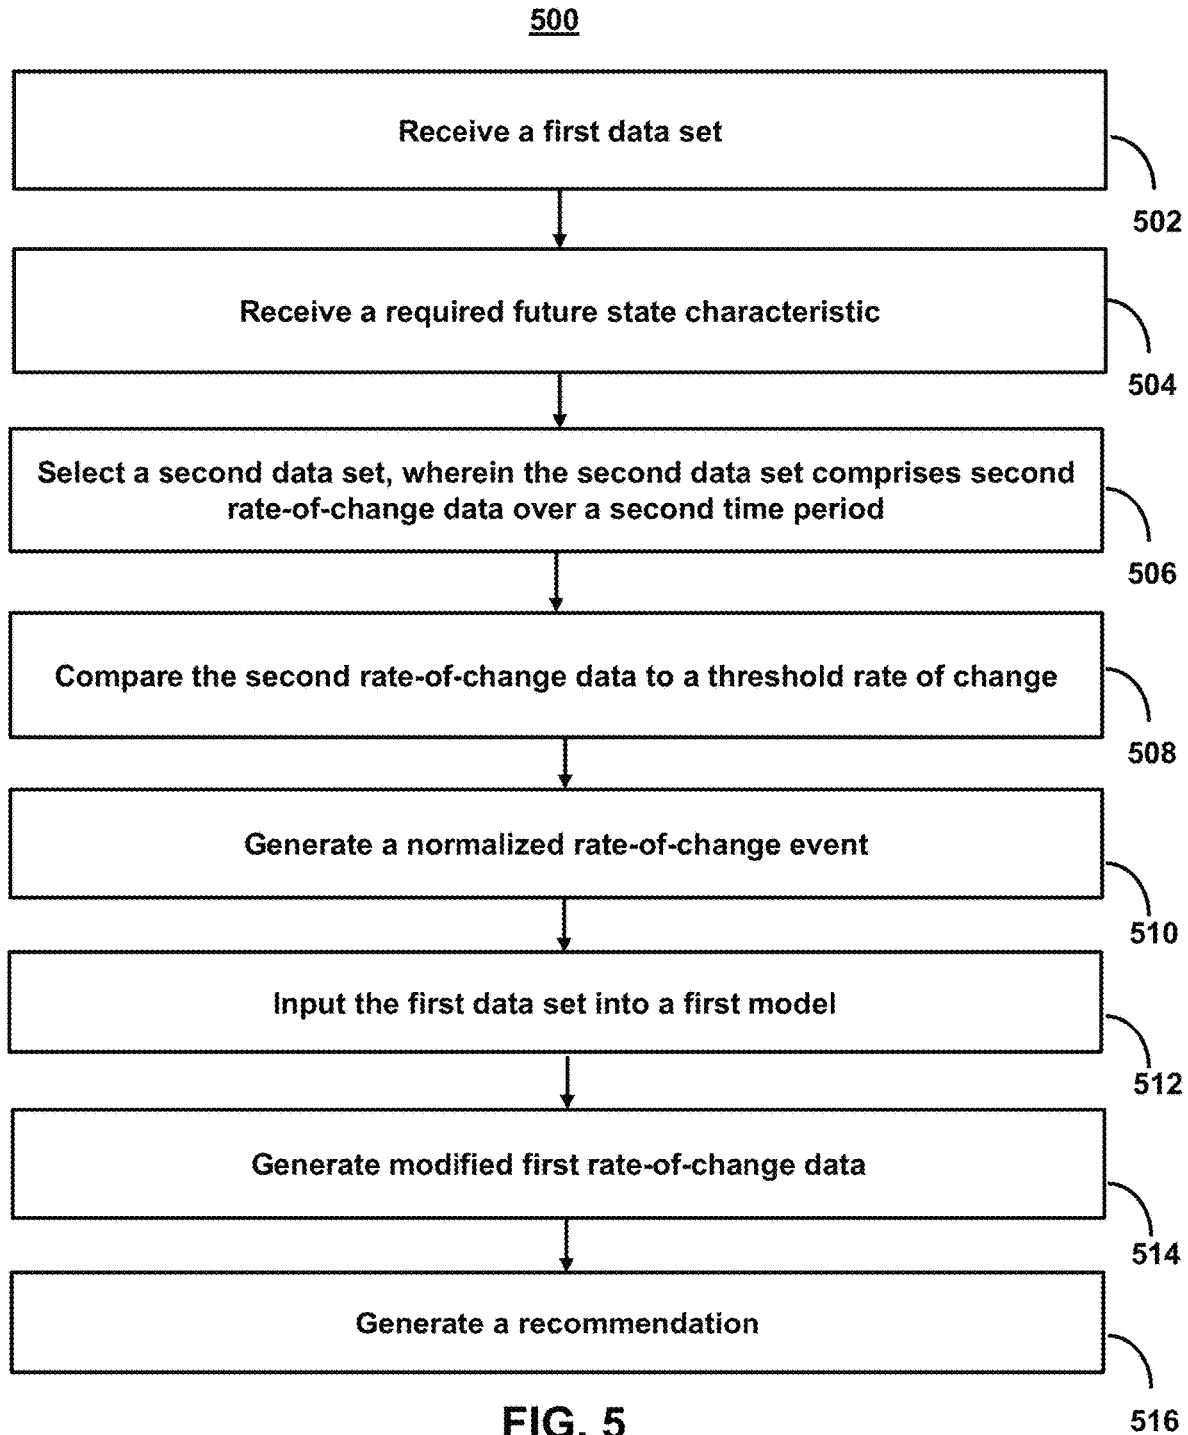 500
Receive a first data set
502
Receive a required future state characteristic
504
Select a second data set, wherein the second data set comprises second
rate-of-change data over a second time period
506
Compare the second rate-of-change data to a threshold rate of change
508
Generate a normalized rate-of-change event
510
Input the first data set into a first model
512
Generate modified first rate-of-change data
514
Generate a recommendation
516
FIG. 5